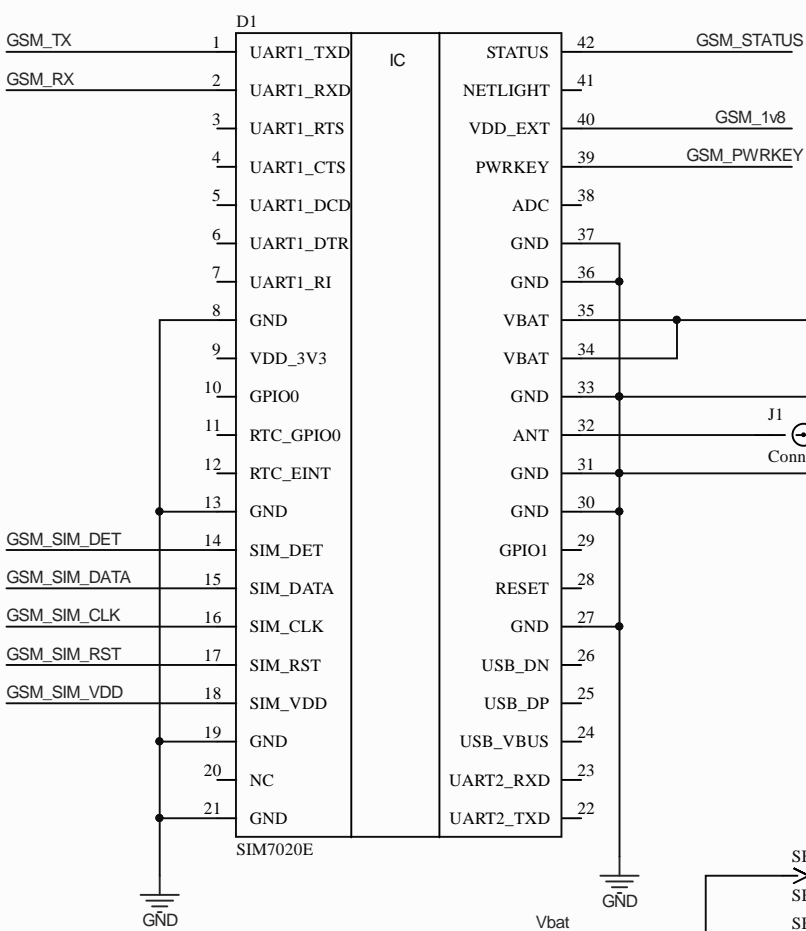 D1
GSM_TX 1 UART1_TXD IC STATUS 42 GSM_STATUS
GSM_RX 2 UART1_RXD NETLIGHT 41
3 UART1_RTS VDD_EXT 40 GSM_1v8
4 UART1_CTS PWRKEY 39 GSM_PWRKEY
5 UART1_DCD ADC 38
6 UART1_DTR GND 37
7 UART1_RI GND 36
8 GND VBAT 35
9 VDD_3V3 VBAT 34
10 GPIO0 GND 33
11 RTC_GPIO0 ANT 32 J1
Conn
12 RTC_EINT GND 31
13 GND GND 30
GSM_SIM_DET 14 SIM_DET GPIO1 29
GSM_SIM_DATA 15 SIM_DATA RESET 28
GSM_SIM_CLK 16 SIM_CLK GND 27
GSM_SIM_RST 17 SIM_RST USB_DN 26
GSM_SIM_VDD 18 SIM_VDD USB_DP 25
19 GND USB_VBUS 24
20 NC UART2_RXD 23
21 GND UART2_TXD 22
SIM7020E
GND
GND
Vbat